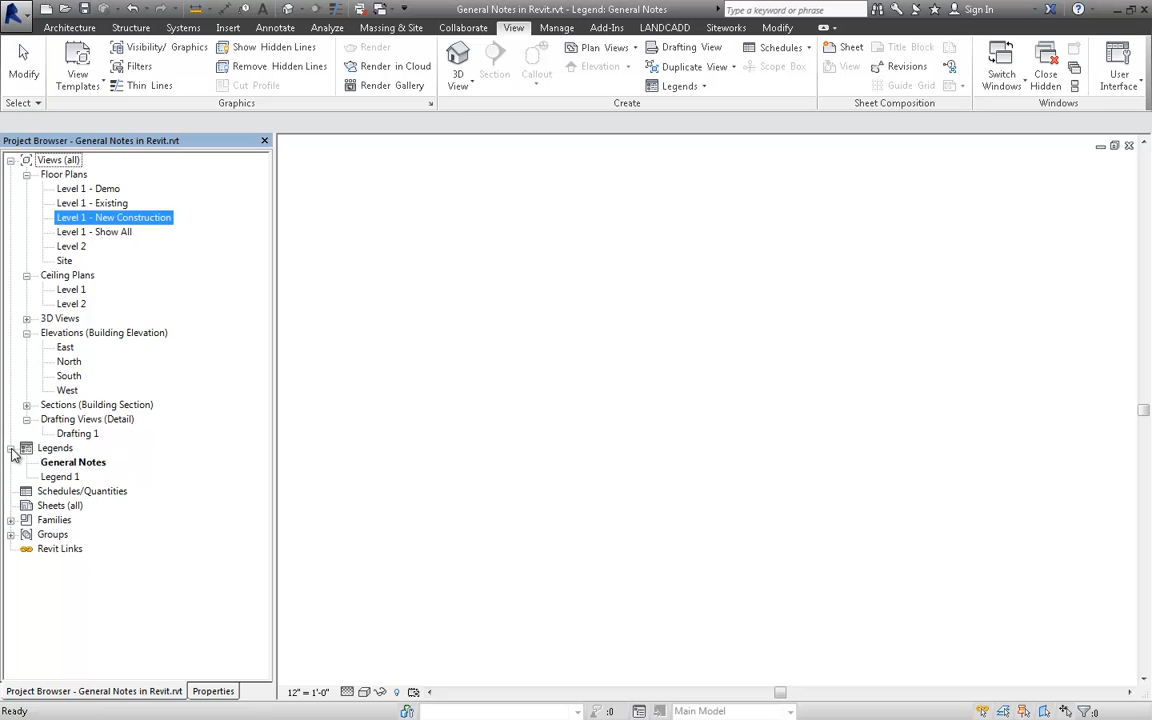 General Notes in Revit.rvt - Legend: General Notes
Type a keyword or phrase
Sign In
Architecture Structure Systems Insert Annotate Analyze Massing & Site Collaborate View Manage Add-Ins LANDCADD Siteworks Modify
Modify
Select
View Templates
Visibility/ Graphics
Filters
Thin Lines
Show Hidden Lines
Remove Hidden Lines
Cut Profile
Render
Render in Cloud
Render Gallery
Graphics
3D View
Section
Callout
Plan Views
Elevation
Drafting View
Duplicate View
Legends
Schedules
Scope Box
Create
Sheet
View
Title Block
Revisions
Guide Grid
Sheet Composition
Switch Windows
Close Hidden
User Interface
Windows
Project Browser - General Notes in Revit.rvt
Views (all)
Floor Plans
Level 1 - Demo
Level 1 - Existing
Level 1 - New Construction
Level 1 - Show All
Level 2
Site
Ceiling Plans
Level 1
Level 2
3D Views
Elevations (Building Elevation)
East
North
South
West
Sections (Building Section)
Drafting Views (Detail)
Drafting 1
Legends
General Notes
Legend 1
Schedules/Quantities
Sheets (all)
Families
Groups
Revit Links
Project Browser - General Notes in Revit.rvt Properties
12" = 1'-0"
Ready
:0
Main Model
:0